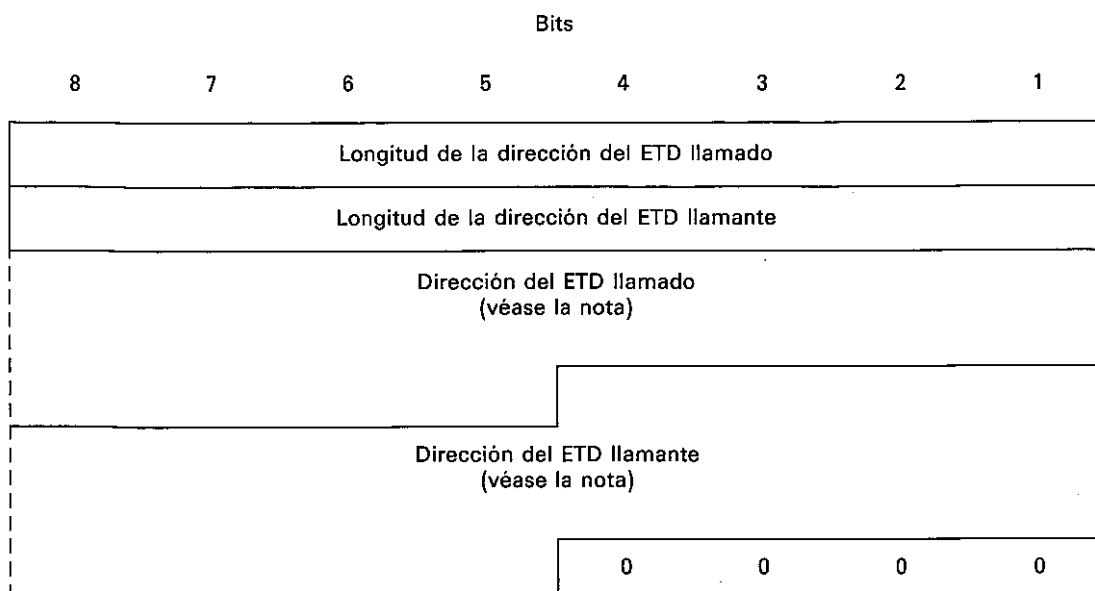 Bits
8 7 6 5 4 3 2 1
Longitud de la dirección del ETD llamado
Longitud de la dirección del ETD llamante
Dirección del ETD llamado
(véase la nota)
Dirección del ETD llamante
(véase la nota)
0 0 0 0